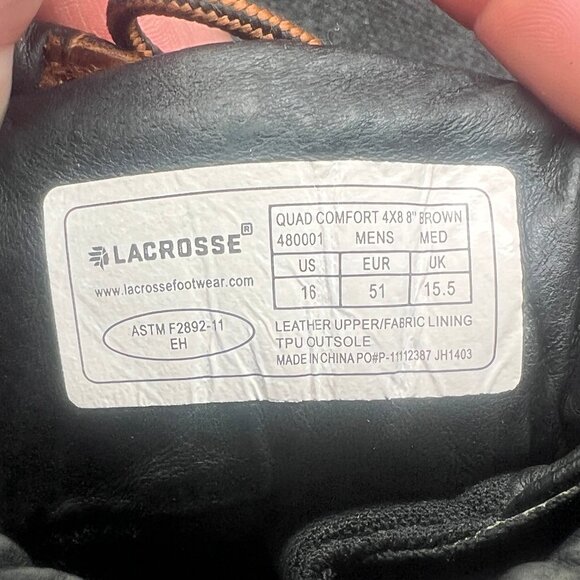 LACROSSE®
www.lacrossefootwear.com
ASTM F2892-11
EH
QUAD COMFORT 4X8 8" BROWN
480001 MENS MED
US EUR UK
16 51 15.5
LEATHER UPPER/FABRIC LINING
TPU OUTSOLE
MADE IN CHINA PO#P-11112387 JH1403